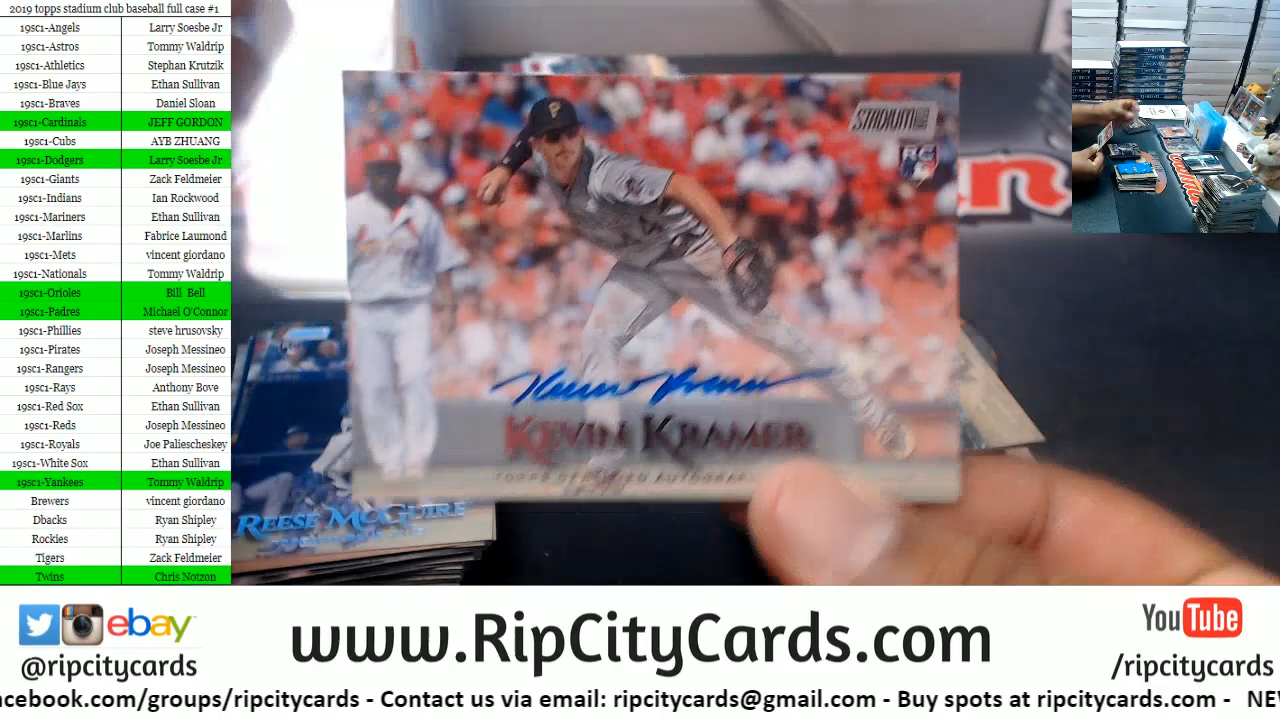 2019 topps stadium club baseball full case #1
19sc1-Angels Larry Soesbe Jr
19sc1-Astros Tommy Waldrip
19sc1-Athletics Stephan Krutzik
19sc1-Blue Jays Ethan Sullivan
19sc1-Braves Daniel Sloan
19sc1-Cardinals JEFF GORDON
19sc1-Cubs AYB ZHUANG
19sc1-Dodgers Larry Soesbe Jr
19sc1-Giants Zack Feldmeier
19sc1-Indians Ian Rockwood
19sc1-Mariners Ethan Sullivan
19sc1-Marlins Fabrice Laumond
19sc1-Mets vincent giordano
19sc1-Nationals Tommy Waldrip
19sc1-Orioles Bill Bell
19sc1-Padres Michael O'Connor
19sc1-Phillies steve hrusovsky
19sc1-Pirates Joseph Messineo
19sc1-Rangers Joseph Messineo
19sc1-Rays Anthony Bove
19sc1-Red Sox Ethan Sullivan
19sc1-Reds Joseph Messineo
19sc1-Royals Joe Paliescheskey
19sc1-White Sox Ethan Sullivan
19sc1-Yankees Tommy Waldrip
Brewers vincent giordano
Dbacks Ryan Shipley
Rockies Ryan Shipley
Tigers Zack Feldmeier
Twins Chris Notzon
STADIUM
RC
P
Kevin Kramer
KEVIN KRAMER
TOPPS CERTIFIED AUTOGRAPH
REESE MCGUIRE
ebay
@ripcitycards
www.RipCityCards.com
YouTube
/ripcitycards
acebook.com/groups/ripcitycards - Contact us via email: ripcitycards@gmail.com - Buy spots at ripcitycards.com - NE